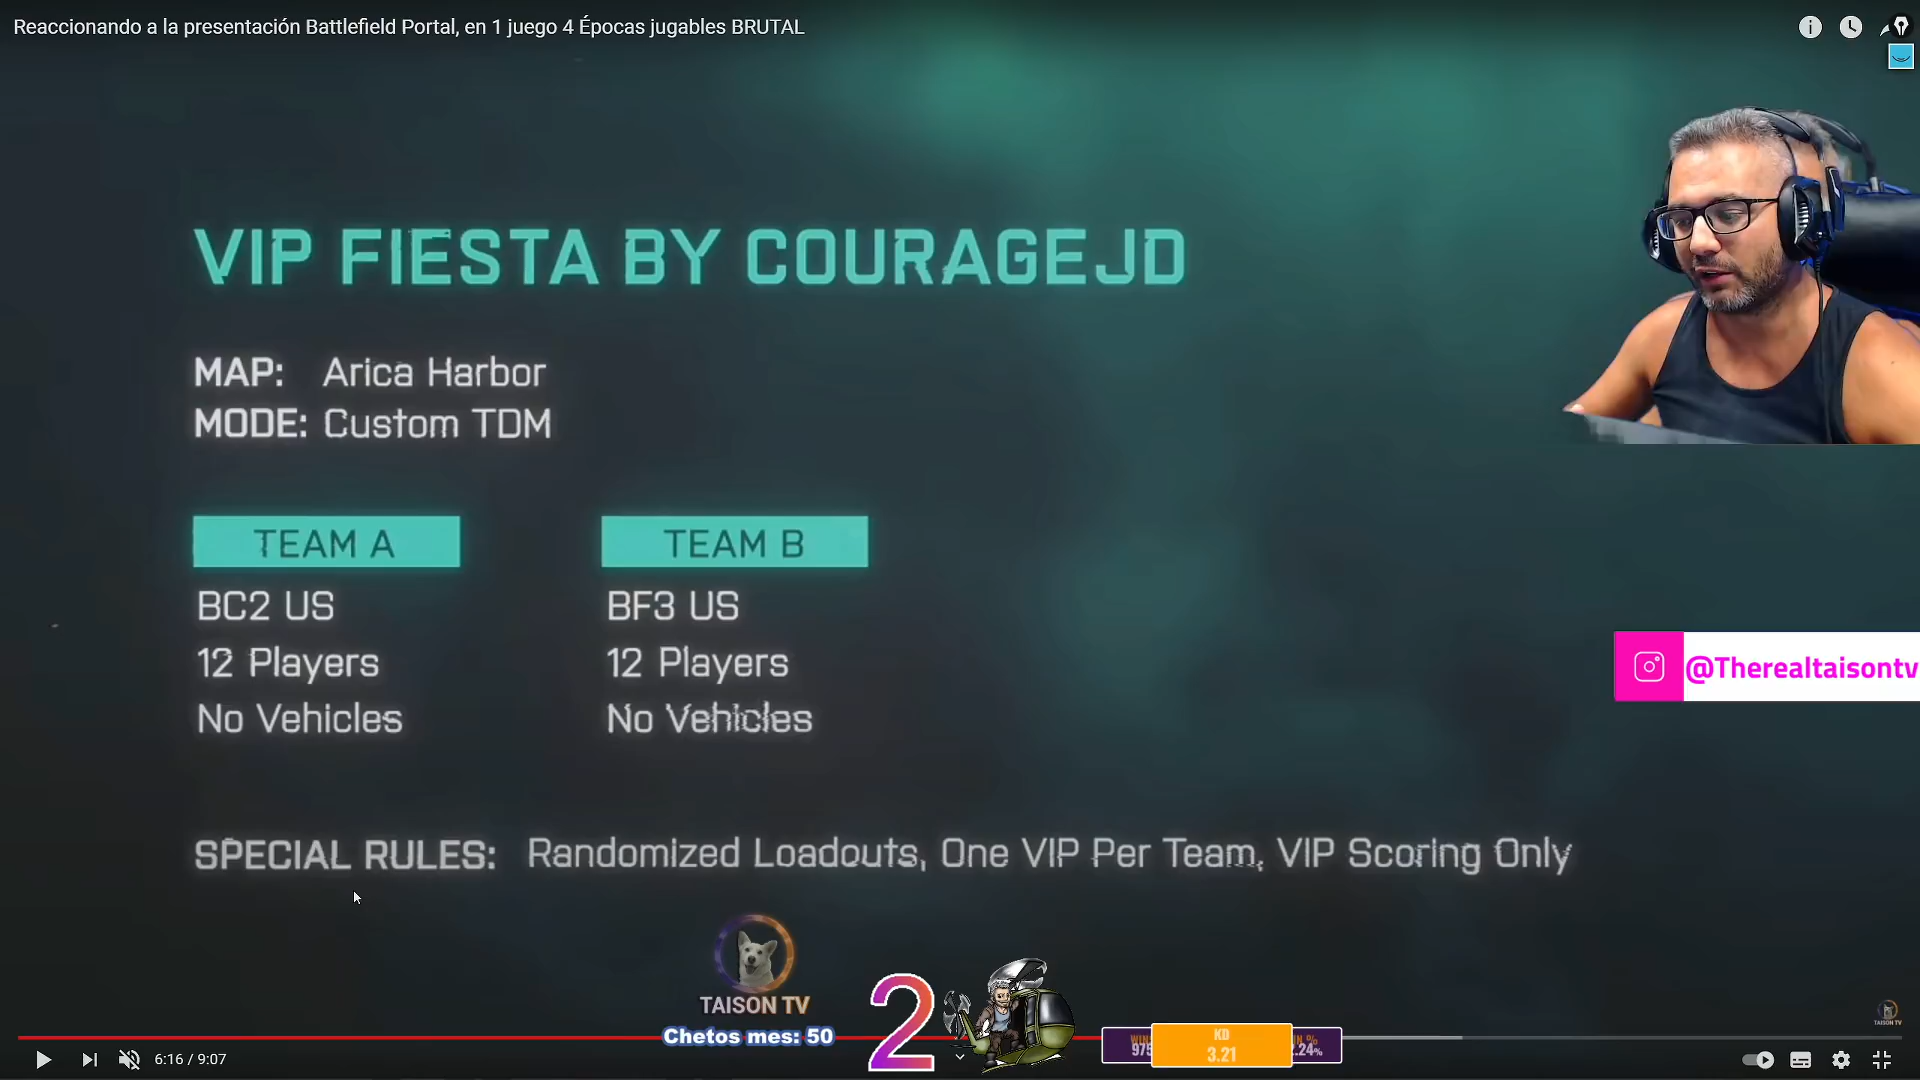 Reaccionando a la presentación Battlefield Portal, en 1 juego 4 Épocas jugables BRUTAL
VIP FIESTA BY COURAGEJD
MAP: Arica Harbor
MODE: Custom TDM
TEAM A
TEAM B
BC2 US
BF3 US
12 Players
12 Players
No Vehicles
No Vehicles
@Therealtaisontv
SPECIAL RULES: Randomized Loadouts, One VIP Per Team, VIP Scoring Only
TAISON TV
TAISON TV
Chetos mes: 50
2
KD
3.21
6:16 / 9:07